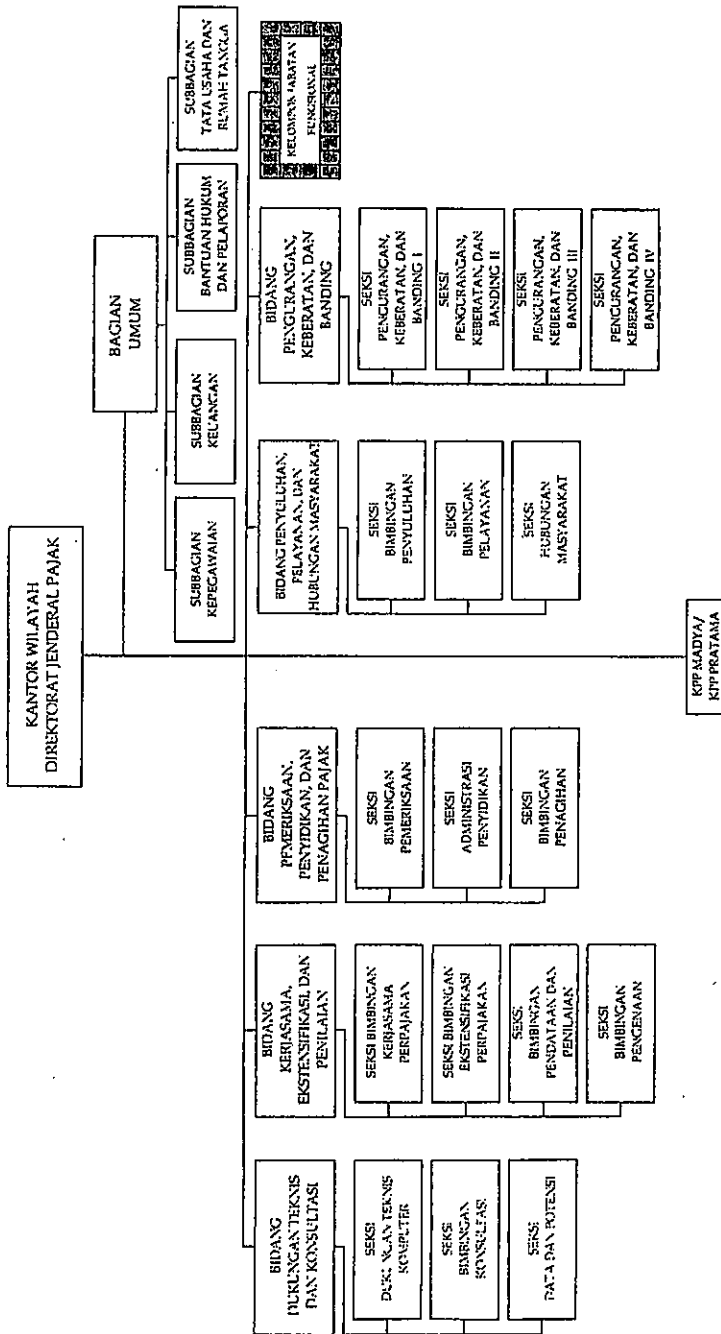 KANTOR WILAYAH
DIREKTORAT JENDERAL PAJAK
BAGIAN
UMUM
SUBBAGIAN
KEPEGAWAIAN
SUBBAGIAN
KEUANGAN
SUBBAGIAN
BANTUAN HUKUM
DAN PELAPORAN
SUBBAGIAN
TATA USAHA DAN
RUMAH TANGGA
BIDANG
DUKUNGAN TEKNIS
DAN KONSULTASI
SEKSI
DUKUNGAN TEKNIS
KOMPUTER
SEKSI
BIMBINGAN
KONSULTASI
SEKSI
DATA DAN POTENSI
BIDANG
KERJASAMA,
EKSTENSIFIKASI, DAN
PENILAIAN
SEKSI BIMBINGAN
KERJASAMA
PERPAJAKAN
SEKSI BIMBINGAN
EKSTENSIFIKASI
PERPAJAKAN
SEKSI
BIMBINGAN
PENDATAAN DAN
PENILAIAN
SEKSI
BIMBINGAN
PENGENAAN
BIDANG
PEMERIKSAAN,
PENYIDIKAN, DAN
PENAGIHAN PAJAK
SEKSI
BIMBINGAN
PEMERIKSAAN
SEKSI
ADMINISTRASI
PENYIDIKAN
SEKSI
BIMBINGAN
PENAGIHAN
BIDANG PENYULUHAN,
PELAYANAN, DAN
HUBUNGAN MASYARAKAT
SEKSI
BIMBINGAN
PENYULUHAN
SEKSI
BIMBINGAN
PELAYANAN
SEKSI
HUBUNGAN
MASYARAKAT
BIDANG
PENGURANGAN,
KEBERATAN, DAN
BANDING
SEKSI
PENGURANGAN,
KEBERATAN, DAN
BANDING I
SEKSI
PENGURANGAN,
KEBERATAN, DAN
BANDING II
SEKSI
PENGURANGAN,
KEBERATAN, DAN
BANDING III
SEKSI
PENGURANGAN,
KEBERATAN, DAN
BANDING IV
KELOMPOK JABATAN
FUNGSIONAL
KPP MADYA/
KPP PRATAMA